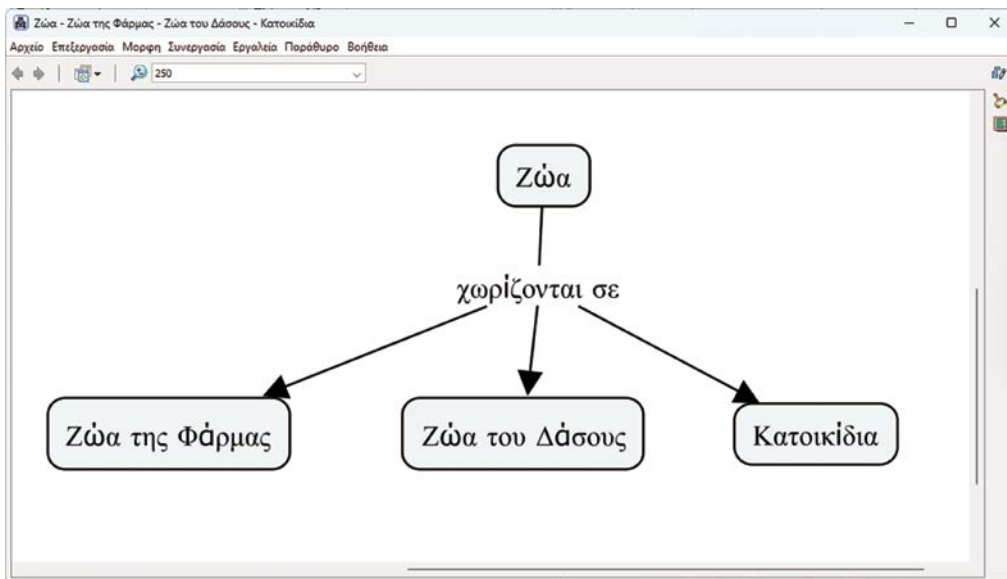 Ζώα - Ζώα της Φάρμας - Ζώα του Δάσους - Κατοικίδια
Αρχείο Επεξεργασία Μορφη Συνεργασία Εργαλεία Παράθυρο Βοήθεια
250
Ζώα
χωρίζονται σε
Ζώα της Φάρμας Ζώα του Δάσους Κατοικίδια